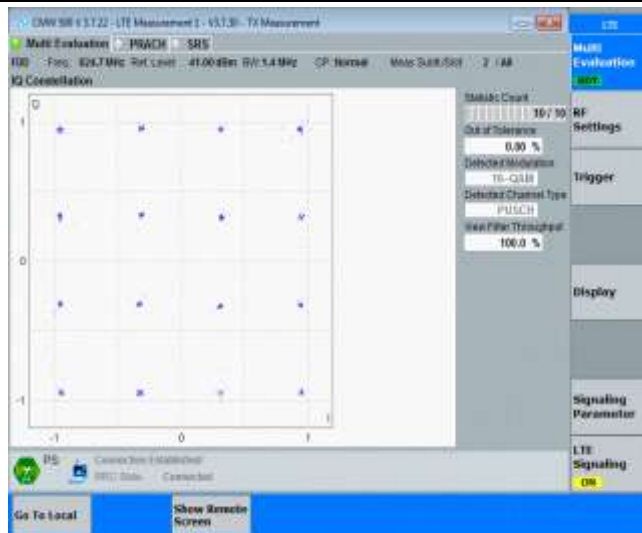 CMW 500 V 3.7.22 - LTE Measurement 1 - V3.7.30 - TX Measurement
LTE
Multi Evaluation PRACH SRS
Multi Evaluation
RDY
FDD Freq.: 824.7 MHz Ref. Level: 41.00 dBm BW: 1.4 MHz CP: Normal Meas Subfr./Slot 2 / All
IQ Constellation
Q
1
0
-1
-1 0 1
I
Statistic Count
10 / 10
Out of Tolerance
0.00 %
Detected Modulation
16-QAM
Detected Channel Type
PUSCH
View Filter Throughput
100.0 %
RF Settings
Trigger
Display
Signaling Parameter
LTE Signaling
ON
PS Connection Established
RRC State Connected
Go To Local
Show Remote Screen